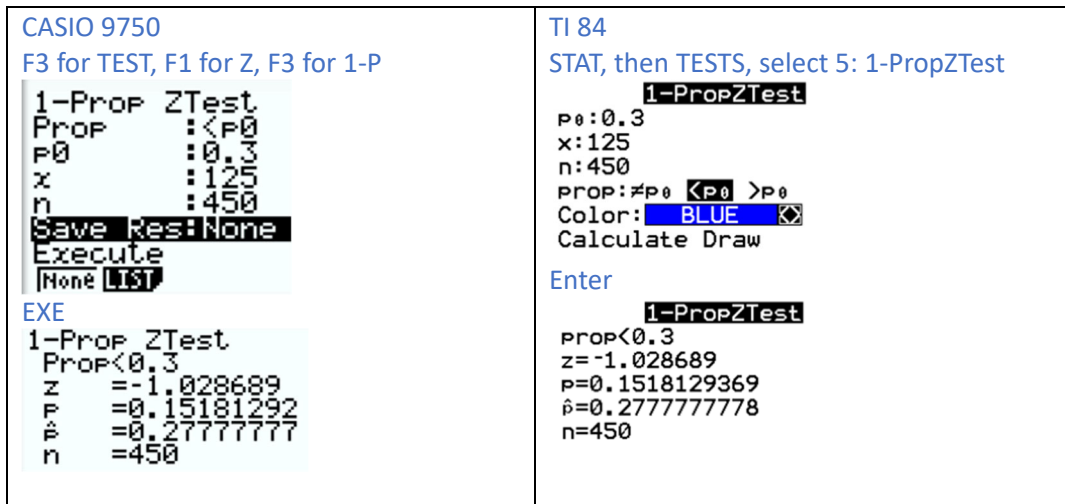 CASIO 9750
F3 for TEST, F1 for Z, F3 for 1-P
1-Prop ZTest
Prop :<p0
p0 :0.3
x :125
n :450
Save Res:None
Execute
None LIST
EXE
1-Prop ZTest
Prop<0.3
z =-1.028689
p =0.15181292
p̂ =0.27777777
n =450
TI 84
STAT, then TESTS, select 5: 1-PropZTest
1-PropZTest
p₀:0.3
x:125
n:450
prop:≠p₀ <p₀ >p₀
Color: BLUE
Calculate Draw
Enter
1-PropZTest
prop<0.3
z=-1.028689
p=0.1518129369
p̂=0.2777777778
n=450